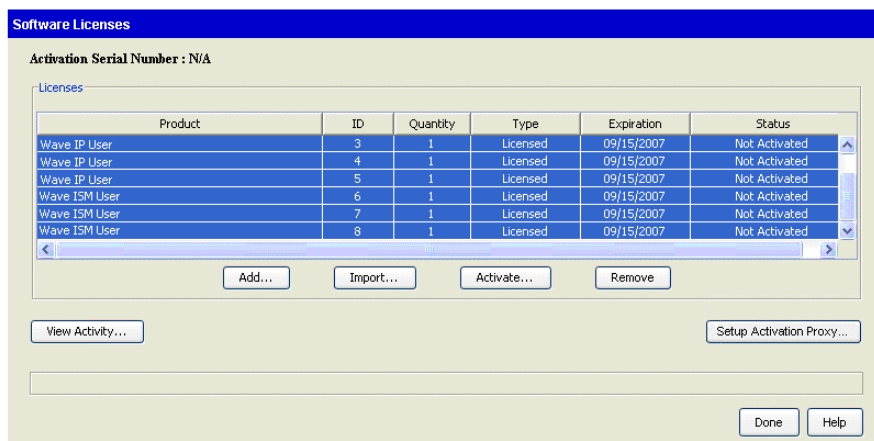 Software Licenses
Activation Serial Number : N/A
Licenses
Product ID Quantity Type Expiration Status
Wave IP User 3 1 Licensed 09/15/2007 Not Activated
Wave IP User 4 1 Licensed 09/15/2007 Not Activated
Wave IP User 5 1 Licensed 09/15/2007 Not Activated
Wave ISM User 6 1 Licensed 09/15/2007 Not Activated
Wave ISM User 7 1 Licensed 09/15/2007 Not Activated
Wave ISM User 8 1 Licensed 09/15/2007 Not Activated
Add... Import... Activate... Remove
View Activity... Setup Activation Proxy...
Done Help